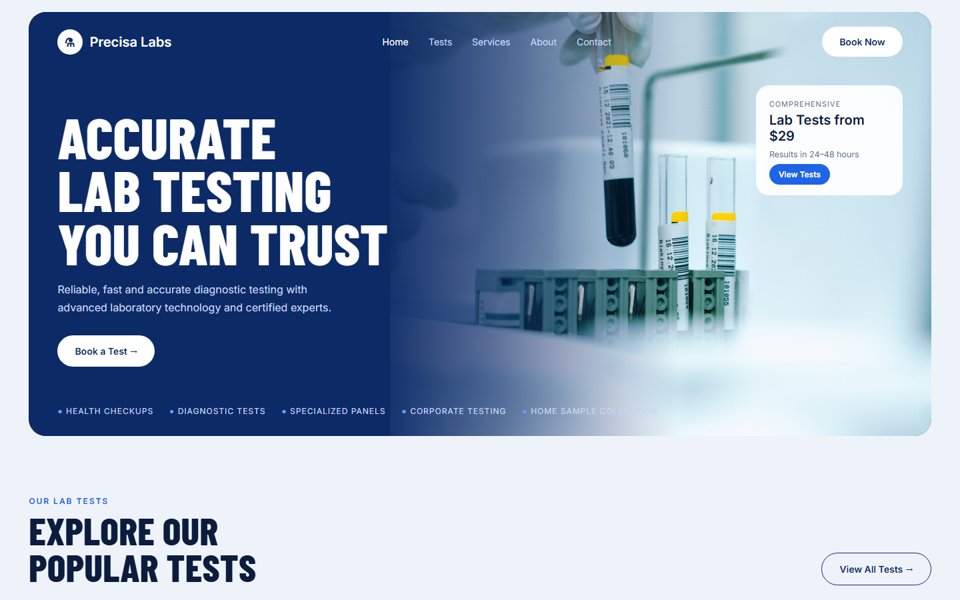 Precisa Labs
Home Tests Services About Contact
Book Now
ACCURATE
LAB TESTING
YOU CAN TRUST
Reliable, fast and accurate diagnostic testing with
advanced laboratory technology and certified experts.
Book a Test →
COMPREHENSIVE
Lab Tests from
$29
Results in 24–48 hours
View Tests
HEALTH CHECKUPS
DIAGNOSTIC TESTS
SPECIALIZED PANELS
CORPORATE TESTING
HOME SAMPLE
OUR LAB TESTS
EXPLORE OUR
POPULAR TESTS
View All Tests →